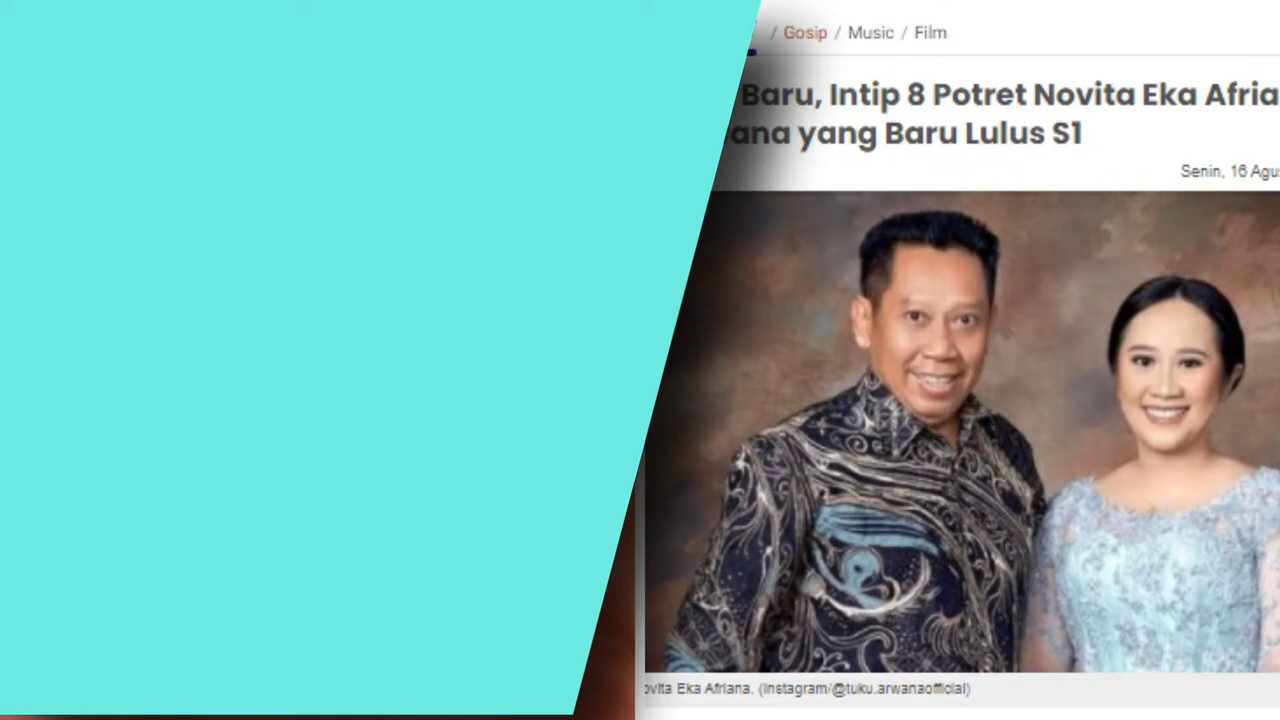 / Gosip / Music / Film
Baru, Intip 8 Potret Novita Eka Afria
ana yang Baru Lulus S1
Senin, 16 Agus
ovita Eka Afriana. (Instagram/@tuku.arwanaofficial)